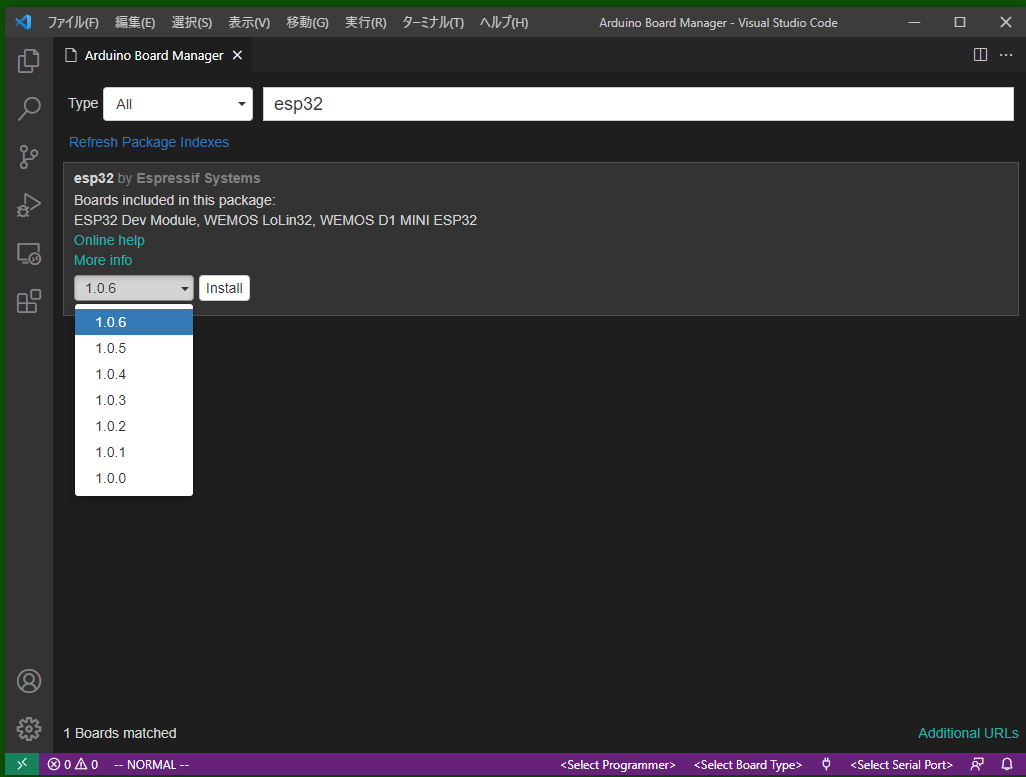 ファイル(F) 編集(E) 選択(S) 表示(V) 移動(G) 実行(R) ターミナル(T) ヘルプ(H) Arduino Board Manager - Visual Studio Code
Arduino Board Manager
Type All esp32
Refresh Package Indexes
esp32 by Espressif Systems
Boards included in this package:
ESP32 Dev Module, WEMOS LoLin32, WEMOS D1 MINI ESP32
Online help
More info
1.0.6 Install
1.0.6
1.0.5
1.0.4
1.0.3
1.0.2
1.0.1
1.0.0
1 Boards matched Additional URLs
0 0 -- NORMAL -- <Select Programmer> <Select Board Type> <Select Serial Port>